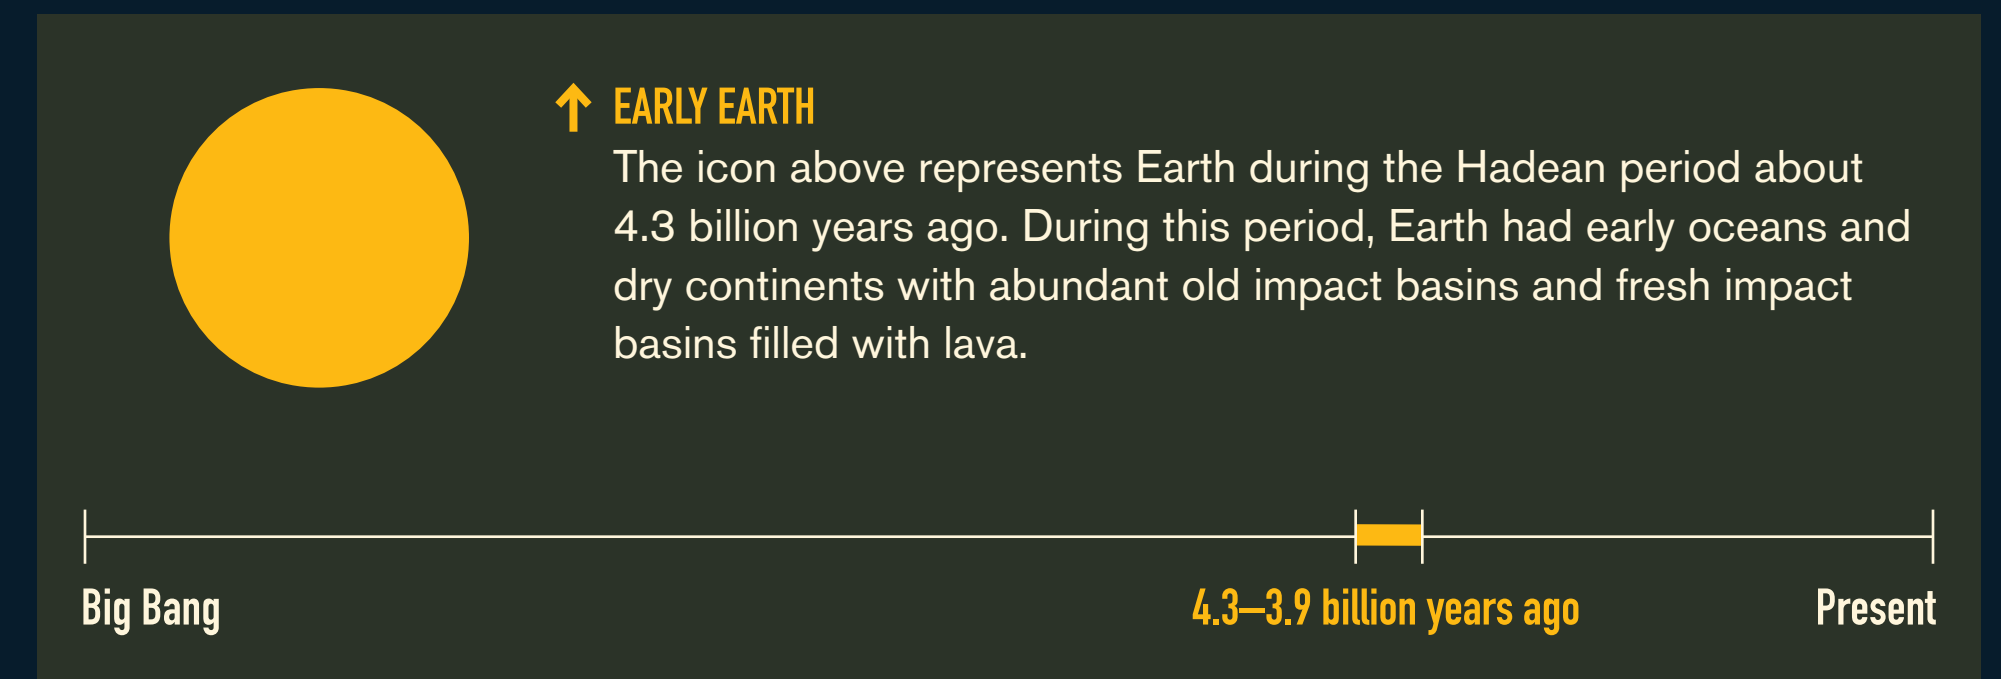 EARLY EARTH
The icon above represents Earth during the Hadean period about
4.3 billion years ago. During this period, Earth had early oceans and
dry continents with abundant old impact basins and fresh impact
basins filled with lava.
Big Bang
4.3–3.9 billion years ago
Present